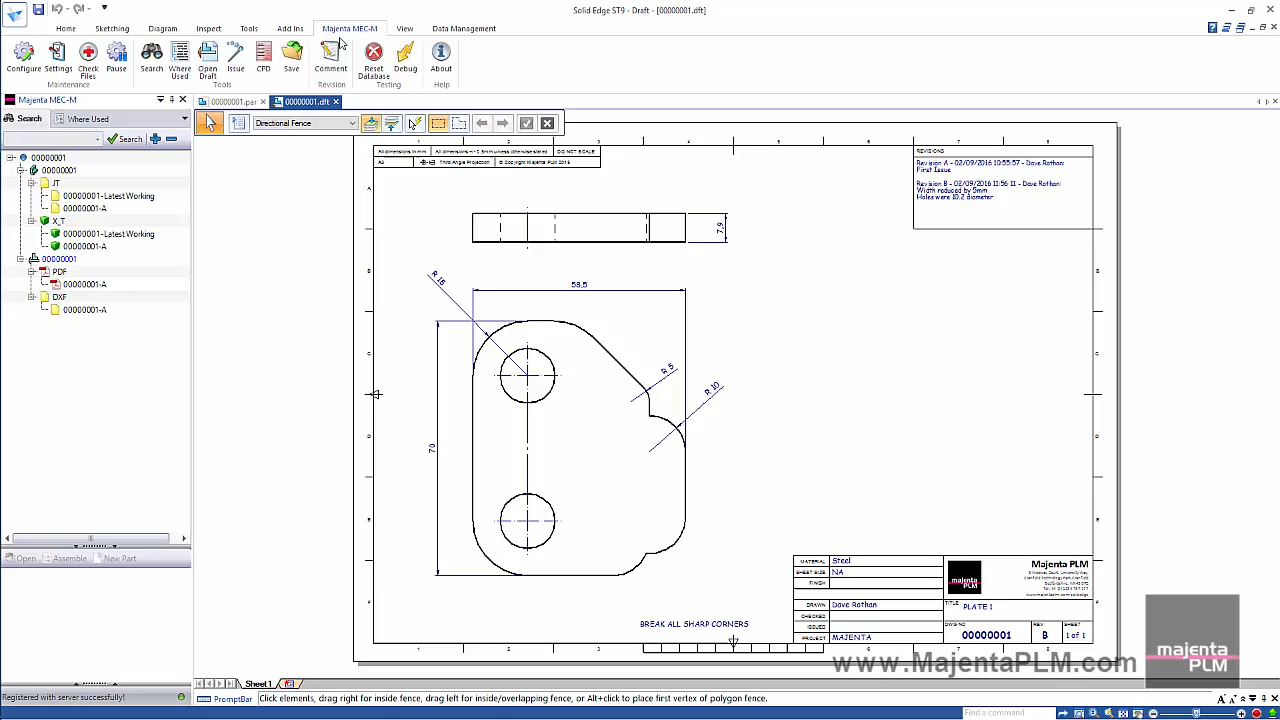 Solid Edge ST9 - Draft - [00000001.dft]
Home Sketching Diagram Inspect Tools Add Ins Majenta MEC-M View Data Management
Configure Settings Check Files Pause Search Where Used Open Draft Issue CPD Save Comment Reset Database Debug About
Maintenance Tools Revision Testing Help
Majenta MEC-M
00000001.par 00000001.dft
Search Where Used
Directional Fence
Search
00000001
00000001
JT
00000001-Latest Working
00000001-A
X_T
00000001-Latest Working
00000001-A
00000001
PDF
00000001-A
DXF
00000001-A
Open Assemble New Part
Registered with server successfully!
All dimensions in mm All dimensions +- 0.5mm unless otherwise stated DO NOT SCALE
A3 Third Angle Projection © Copyright Majenta PLM 2016
REVISIONS
Revision A - 02/09/2016 10:55:57 - Dave Rothan:
First Issue
Revision B - 02/09/2016 11:56:11 - Dave Rothan:
Width reduced by 5mm
Holes were 10.2 diameter
7,9
R 15
58,5
R 5
R 10
70
BREAK ALL SHARP CORNERS
MATERIAL Steel
SHEET SIZE NA
FINISH
DRAWN Dave Rothan
CHECKED
ISSUED
PROJECT MAJENTA
majenta PLM
Majenta PLM
TITLE PLATE 1
DWG NO 00000001
REV B
SHEET 1 of 1
www.MajentaPLM.com
majenta
PLM
Sheet1
PromptBar Click elements, drag right for inside fence, drag left for inside/overlapping fence, or Alt+click to place first vertex of polygon fence.
Find a command